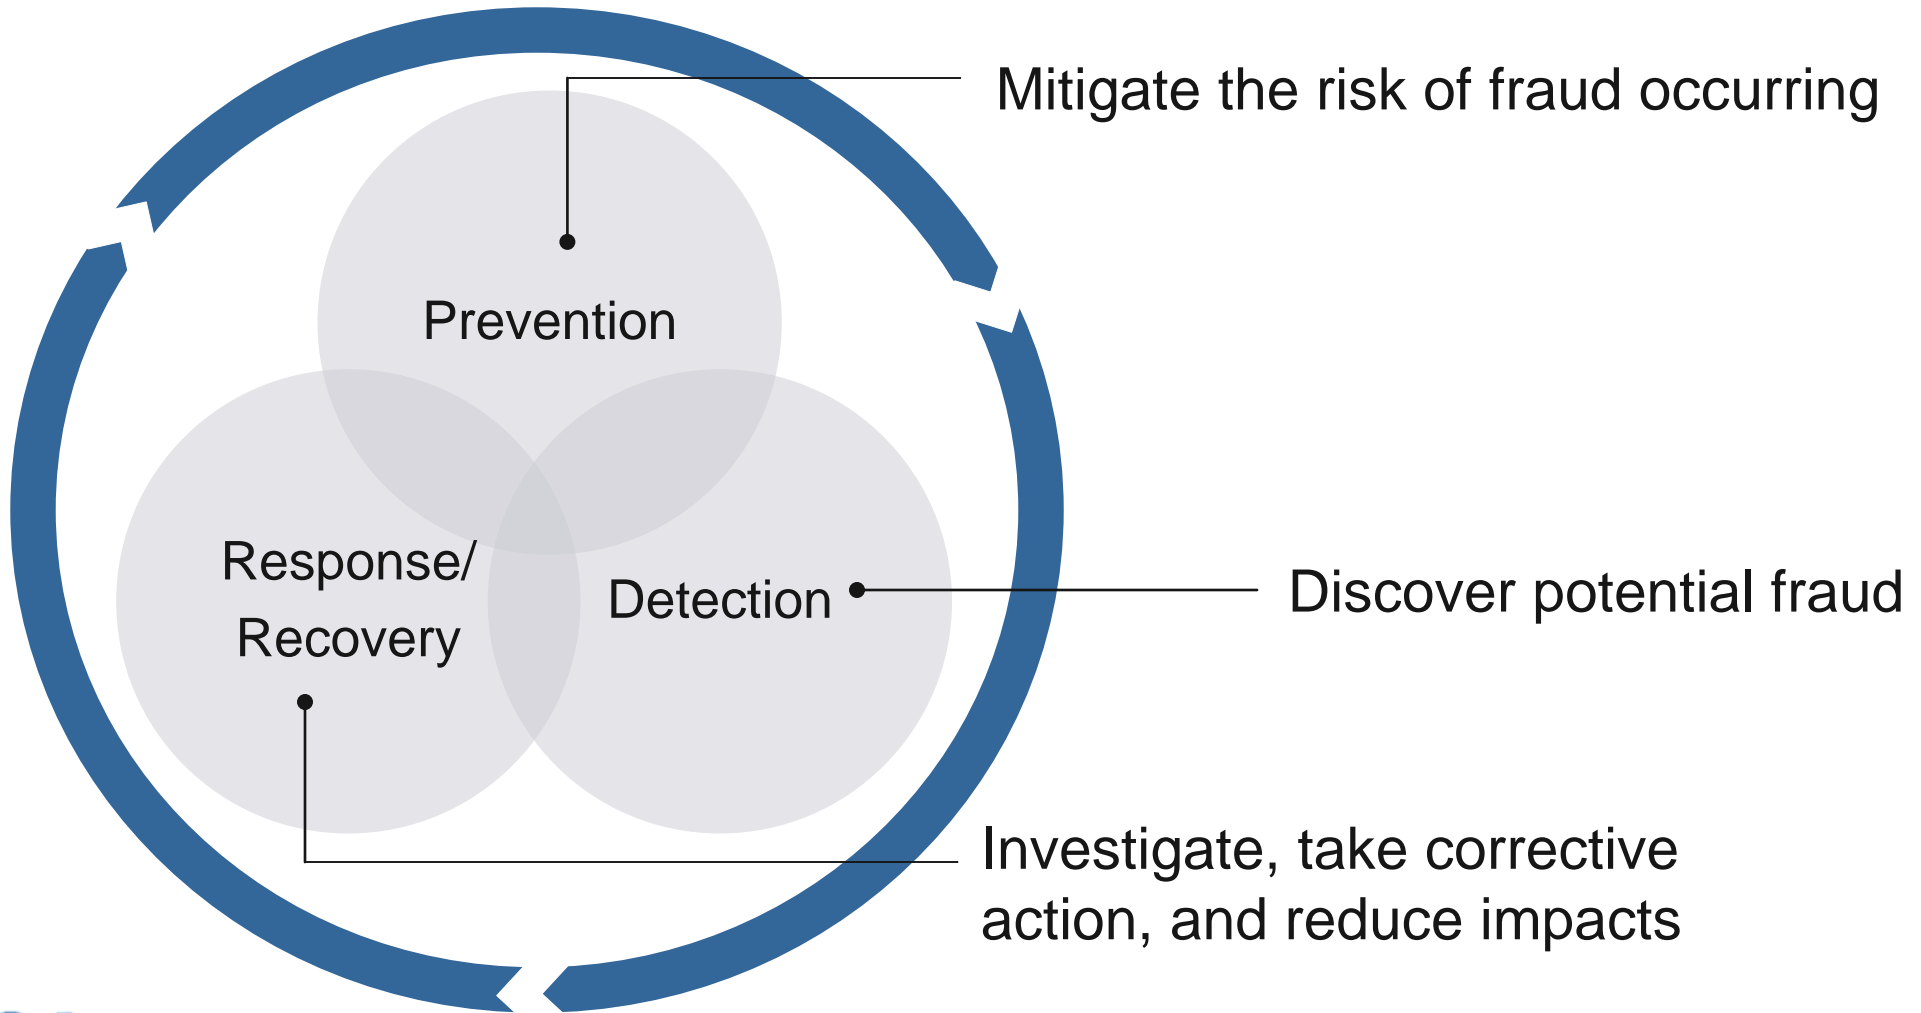 Mitigate the risk of fraud occurring
Prevention
Response/
Recovery
Detection
Discover potential fraud
Investigate, take corrective
action, and reduce impacts